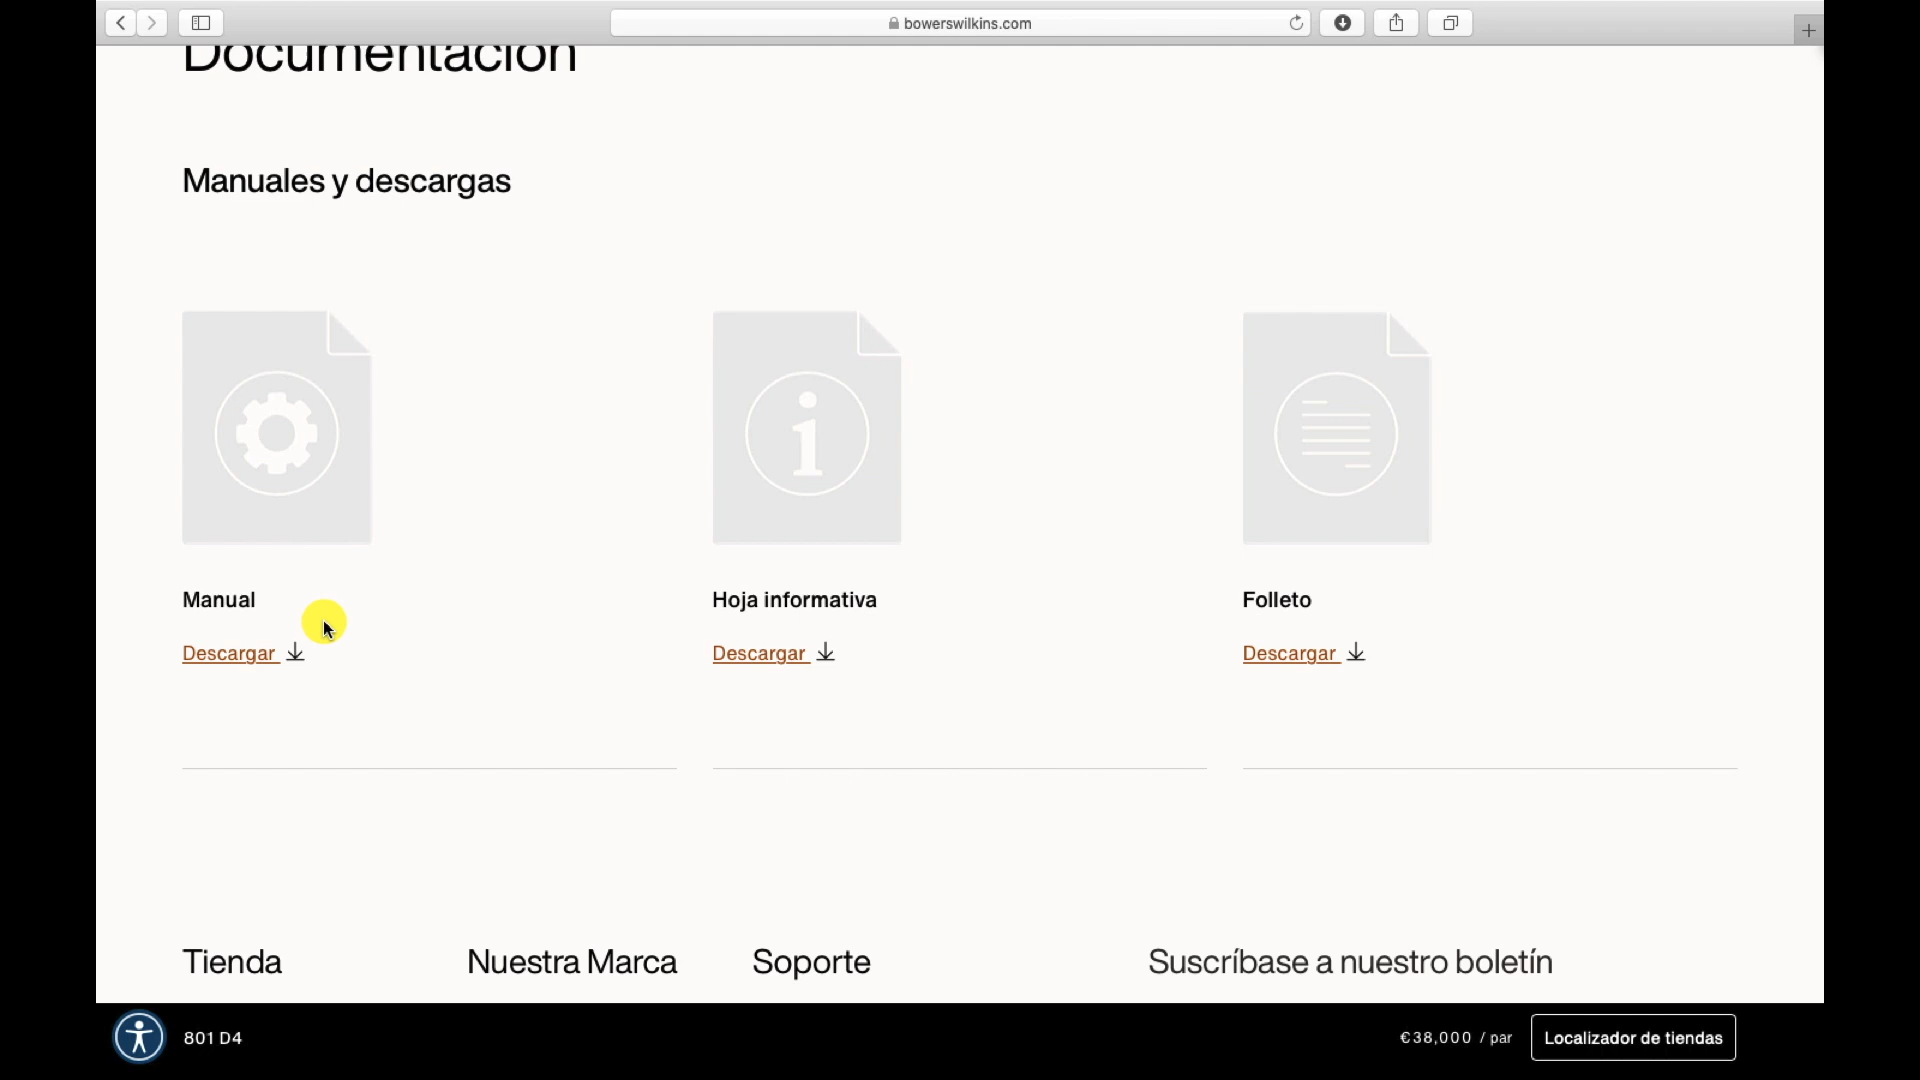 bowerswilkins.com
Documentación
Manuales y descargas
Manual
Descargar
Hoja informativa
Descargar
Folleto
Descargar
Tienda
Nuestra Marca
Soporte
Suscríbase a nuestro boletín
801 D4
€38,000 / par
Localizador de tiendas